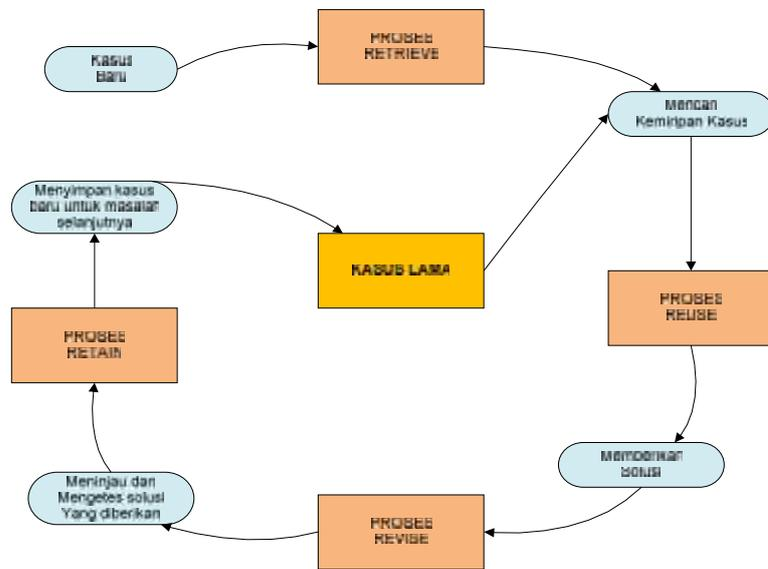 Kasus
Baru
PROSES
RETRIEVE
Mencari
Kemiripan Kasus
Menyimpan kasus
baru untuk masalah
selanjutnya
KASUS LAMA
PROSES
REUSE
PROSES
RETAIN
Memberikan
Solusi
Meninjau dan
Mengetes solusi
Yang diberikan
PROSES
REVISE